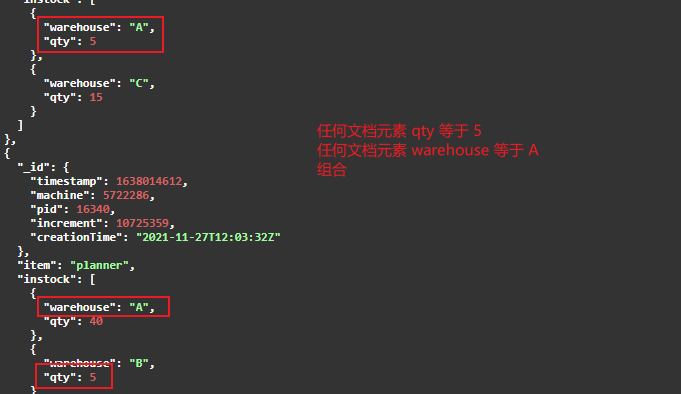 "instock": [
{
"warehouse": "A",
"qty": 5
},
{
"warehouse": "C",
"qty": 15
}
]
},
{
"_id": {
"timestamp": 1638014612,
"machine": 5722286,
"pid": 16340,
"increment": 10725359,
"creationTime": "2021-11-27T12:03:32Z"
},
"item": "planner",
"instock": [
{
"warehouse": "A",
"qty": 40
},
{
"warehouse": "B",
"qty": 5
}
任何文档元素 qty 等于 5
任何文档元素 warehouse 等于 A
组合